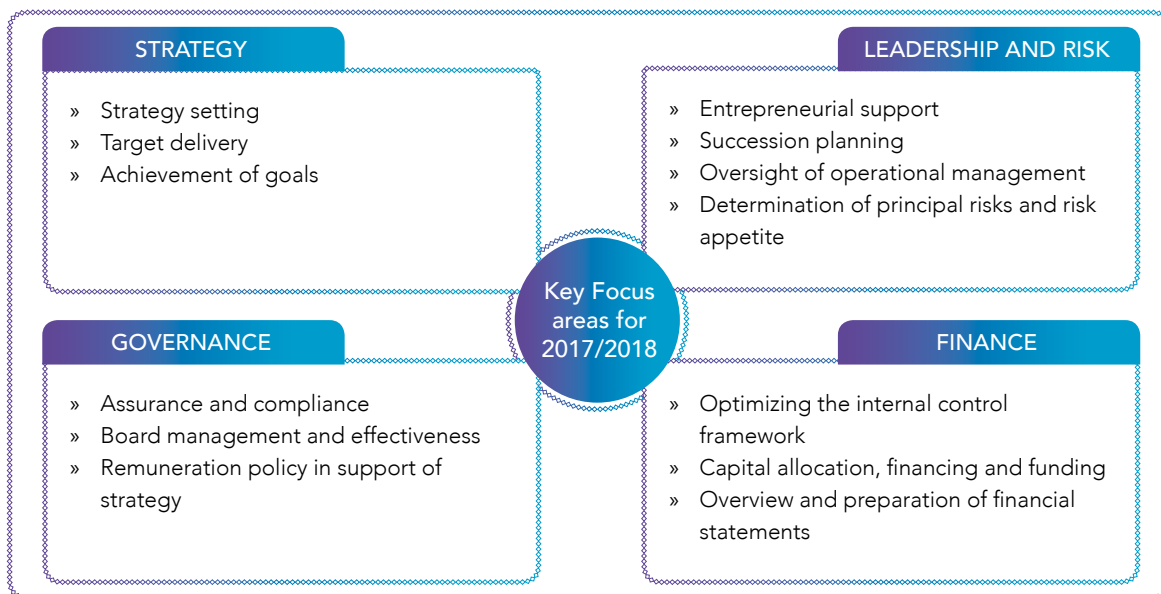 STRATEGY
» Strategy setting
» Target delivery
» Achievement of goals
LEADERSHIP AND RISK
» Entrepreneurial support
» Succession planning
» Oversight of operational management
» Determination of principal risks and risk
appetite
Key Focus
areas for
2017/2018
GOVERNANCE
» Assurance and compliance
» Board management and effectiveness
» Remuneration policy in support of
strategy
FINANCE
» Optimizing the internal control
framework
» Capital allocation, financing and funding
» Overview and preparation of financial
statements